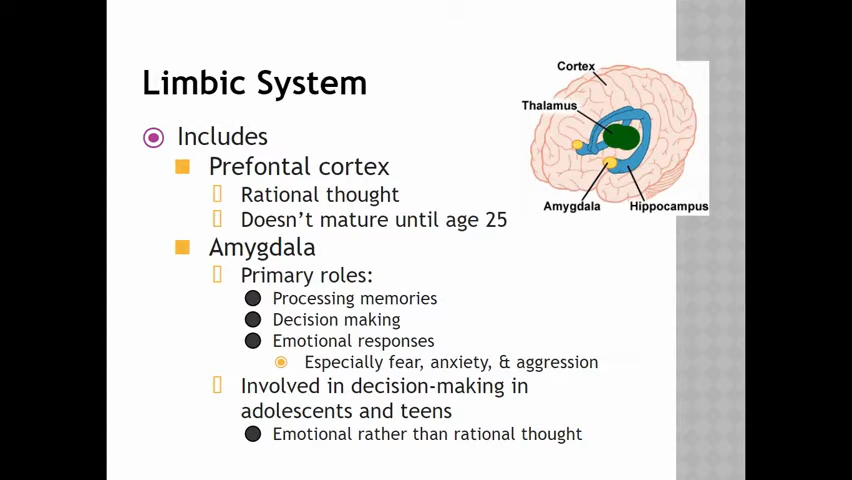 Limbic System
Includes
Prefontal cortex
Rational thought
Doesn't mature until age 25
Amygdala
Primary roles:
Processing memories
Decision making
Emotional responses
Especially fear, anxiety, & aggression
Involved in decision-making in
adolescents and teens
Emotional rather than rational thought
Cortex
Thalamus
Amygdala
Hippocampus